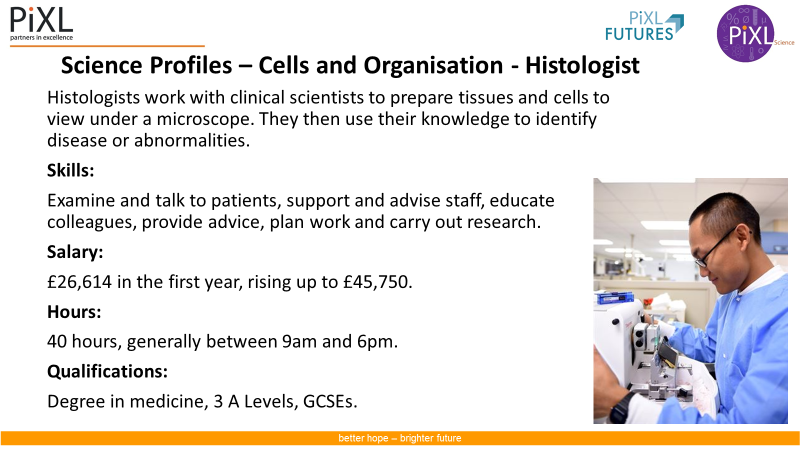 PiXL
partners in excellence
PiXL
FUTURES
PiXL
Science
Science Profiles – Cells and Organisation - Histologist
Histologists work with clinical scientists to prepare tissues and cells to
view under a microscope. They then use their knowledge to identify
disease or abnormalities.
Skills:
Examine and talk to patients, support and advise staff, educate
colleagues, provide advice, plan work and carry out research.
Salary:
£26,614 in the first year, rising up to £45,750.
Hours:
40 hours, generally between 9am and 6pm.
Qualifications:
Degree in medicine, 3 A Levels, GCSEs.
better hope – brighter future